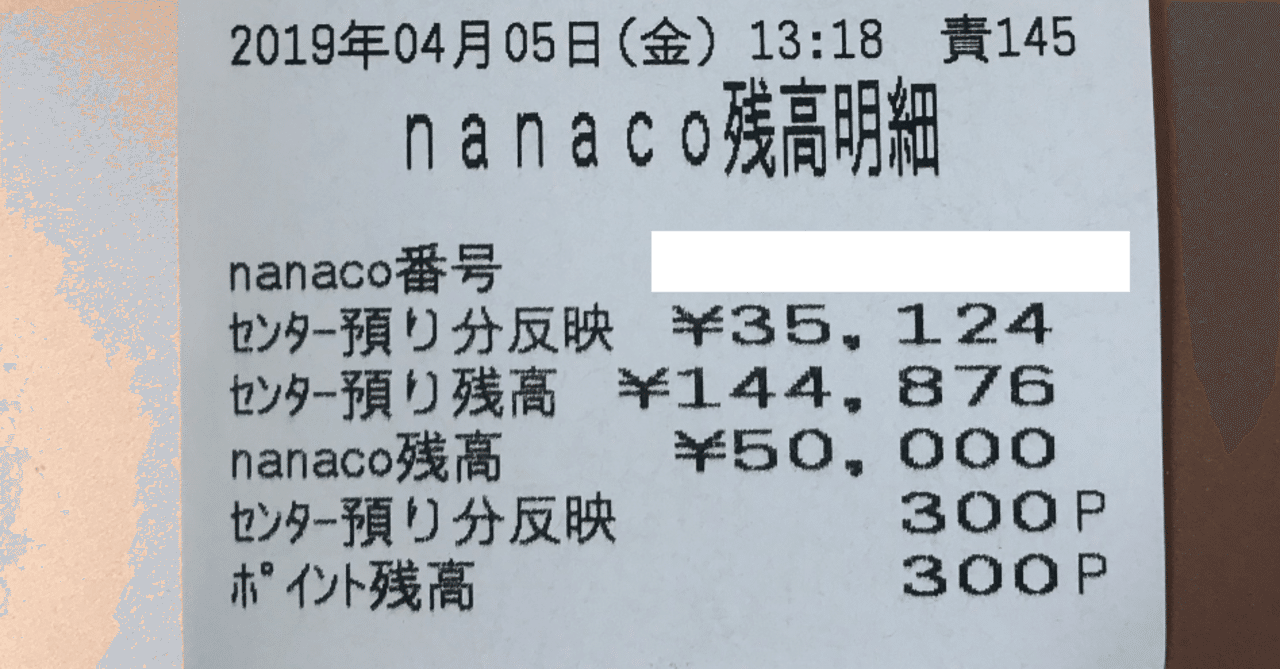 2019年04月05日(金) 13:18 責145
nanaco残高明細
nanaco番号
ｾﾝﾀｰ預り分反映 ¥35,124
ｾﾝﾀｰ預り残高 ¥144,876
nanaco残高 ¥50,000
ｾﾝﾀｰ預り分反映 300P
ﾎﾟｲﾝﾄ残高 300P